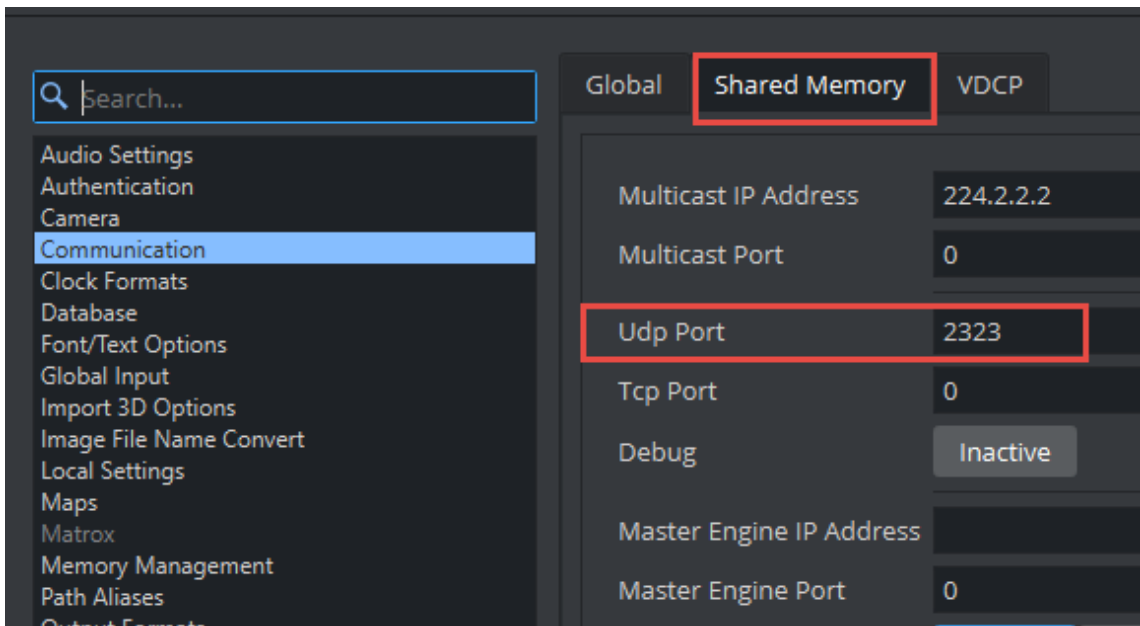 Search...
Audio Settings
Authentication
Camera
Communication
Clock Formats
Database
Font/Text Options
Global Input
Import 3D Options
Image File Name Convert
Local Settings
Maps
Matrox
Memory Management
Path Aliases
Output Formats
Global Shared Memory VDCP
Multicast IP Address 224.2.2.2
Multicast Port 0
Udp Port 2323
Tcp Port 0
Debug Inactive
Master Engine IP Address
Master Engine Port 0